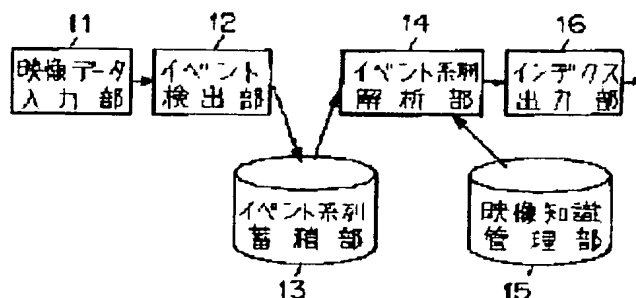 11
12
14
16
映像データ
入力部
イベント
検出部
イベント系列
解析部
インデクス
出力部
イベント系列
蓄積部
映像知識
管理部
13
15